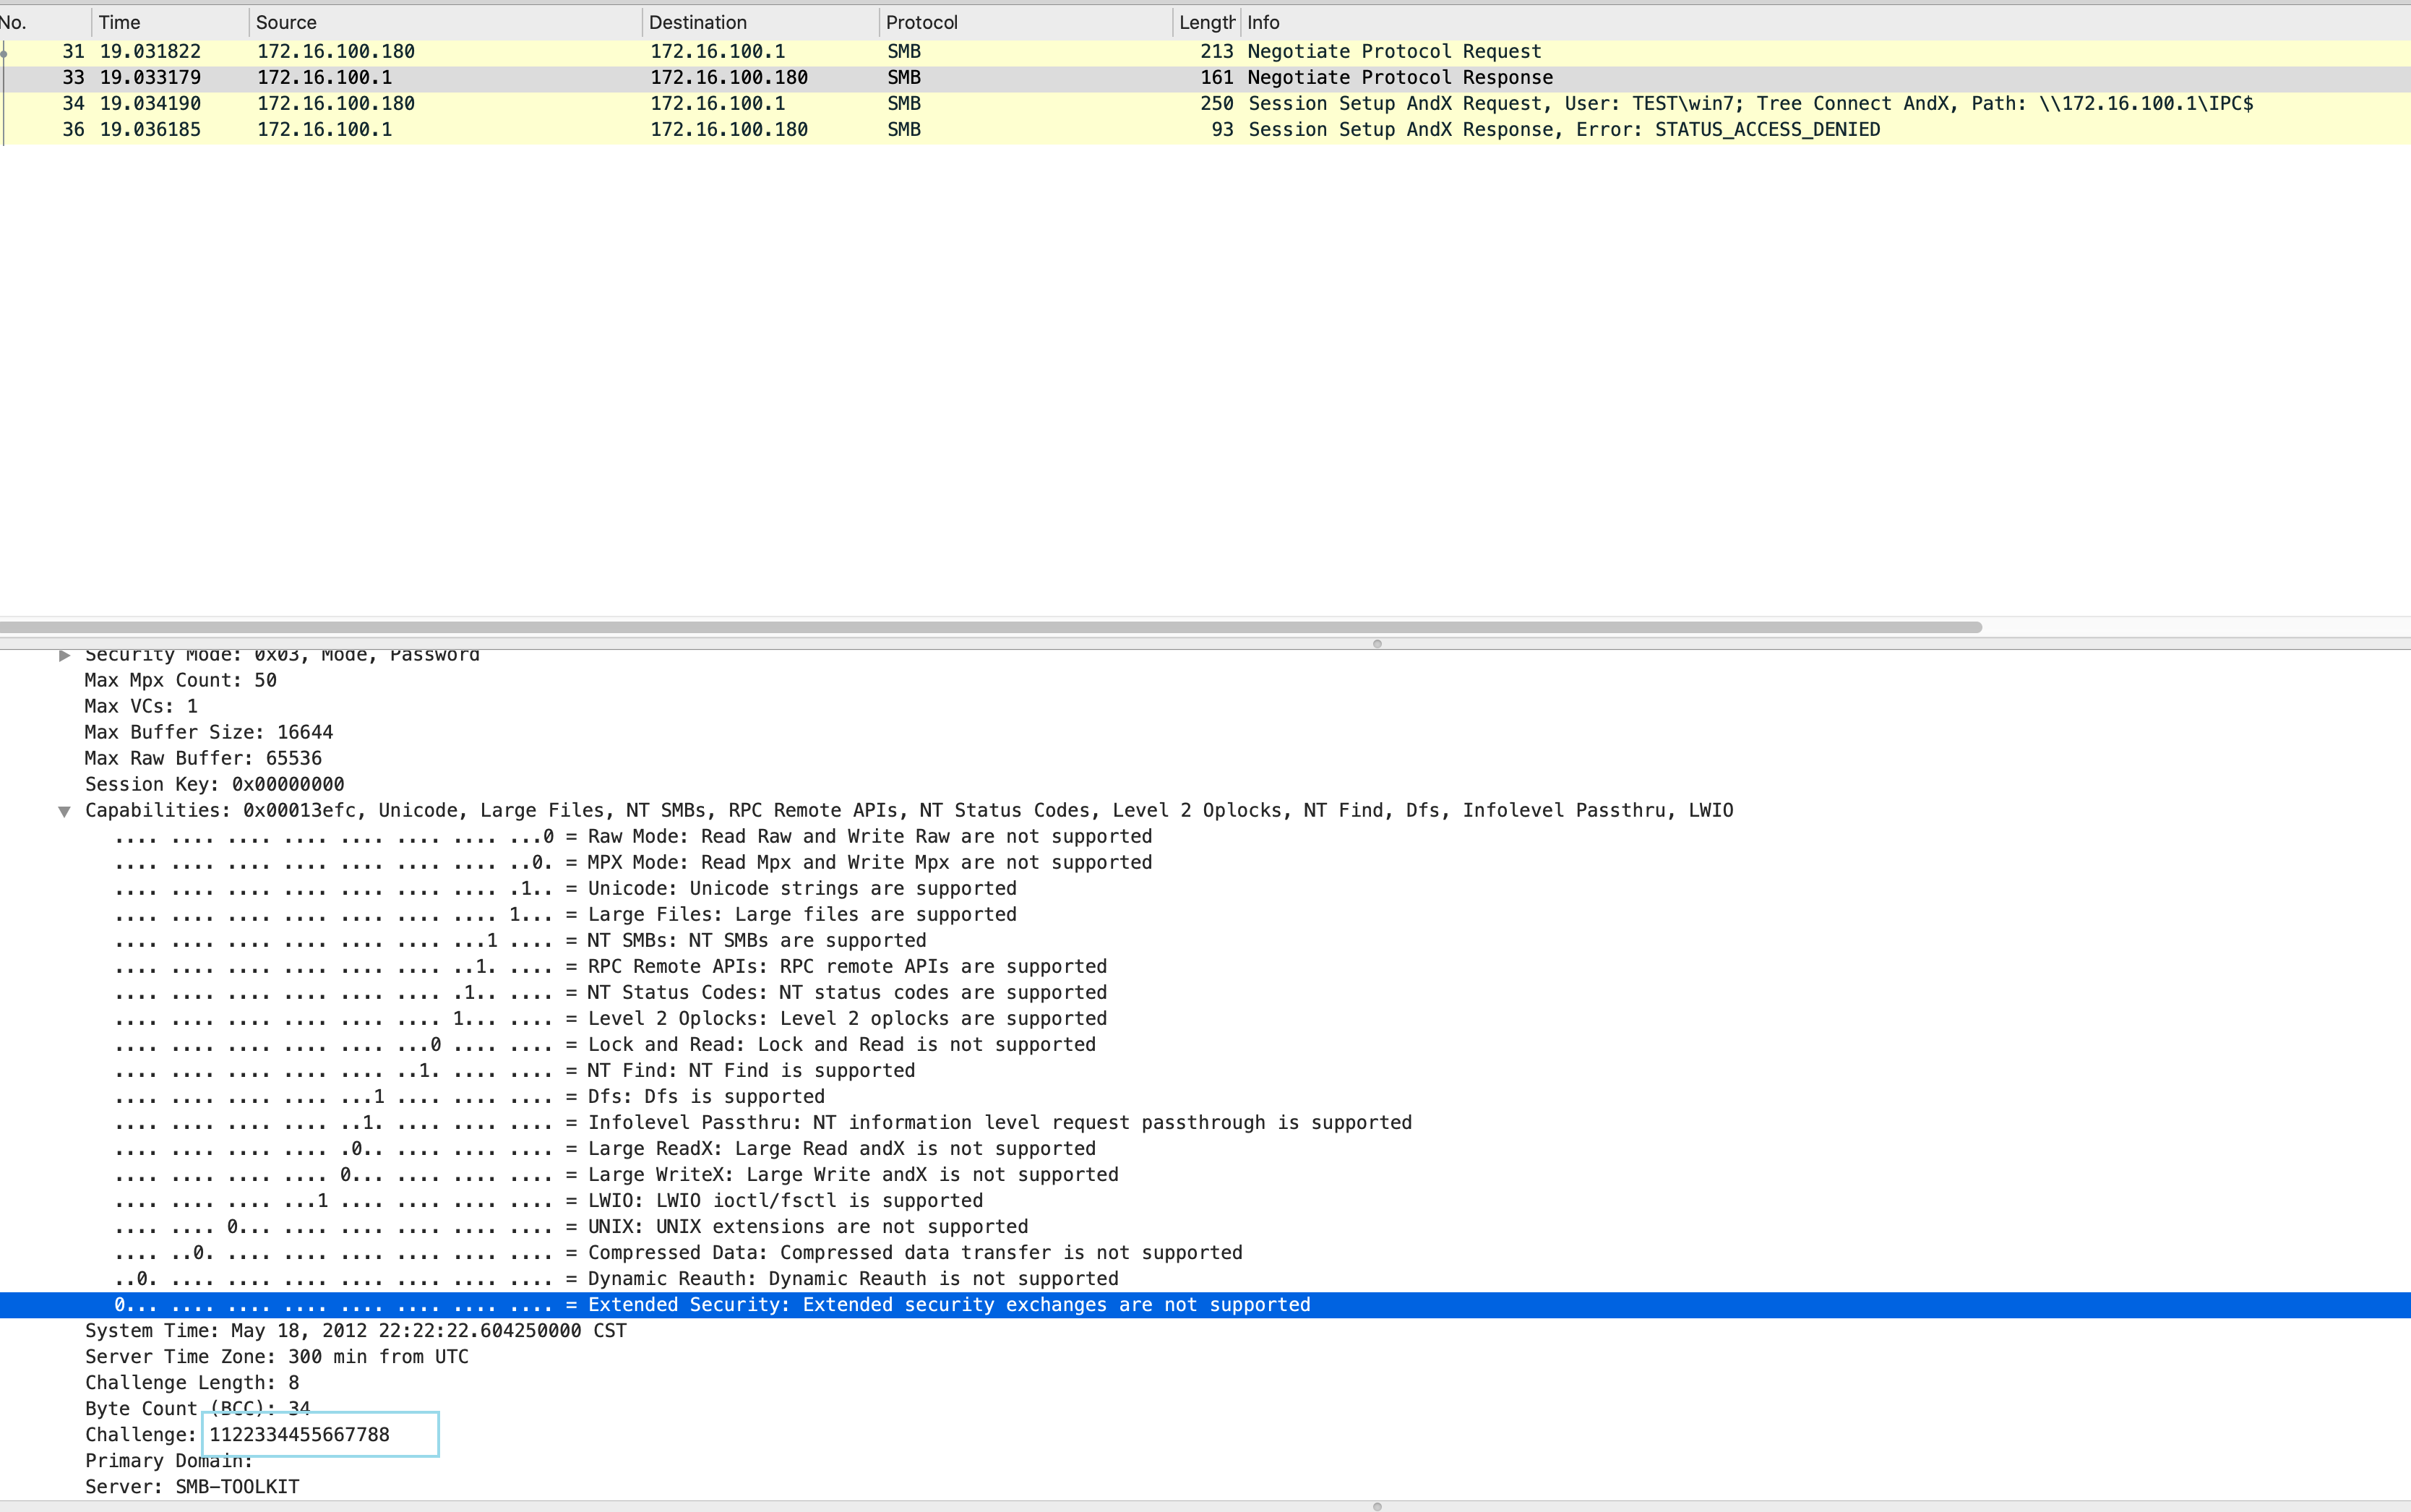 No. Time Source Destination Protocol Length Info
31 19.031822 172.16.100.180 172.16.100.1 SMB 213 Negotiate Protocol Request
33 19.033179 172.16.100.1 172.16.100.180 SMB 161 Negotiate Protocol Response
34 19.034190 172.16.100.180 172.16.100.1 SMB 250 Session Setup AndX Request, User: TEST\win7; Tree Connect AndX, Path: \\172.16.100.1\IPC$
36 19.036185 172.16.100.1 172.16.100.180 SMB 93 Session Setup AndX Response, Error: STATUS_ACCESS_DENIED
Security Mode: 0x03, Mode, Password
Max Mpx Count: 50
Max VCs: 1
Max Buffer Size: 16644
Max Raw Buffer: 65536
Session Key: 0x00000000
Capabilities: 0x00013efc, Unicode, Large Files, NT SMBs, RPC Remote APIs, NT Status Codes, Level 2 Oplocks, NT Find, Dfs, Infolevel Passthru, LWIO
.... .... .... .... .... .... .... ...0 = Raw Mode: Read Raw and Write Raw are not supported
.... .... .... .... .... .... .... ..0. = MPX Mode: Read Mpx and Write Mpx are not supported
.... .... .... .... .... .... .... .1.. = Unicode: Unicode strings are supported
.... .... .... .... .... .... .... 1... = Large Files: Large files are supported
.... .... .... .... .... .... ...1 .... = NT SMBs: NT SMBs are supported
.... .... .... .... .... .... ..1. .... = RPC Remote APIs: RPC remote APIs are supported
.... .... .... .... .... .... .1.. .... = NT Status Codes: NT status codes are supported
.... .... .... .... .... .... 1... .... = Level 2 Oplocks: Level 2 oplocks are supported
.... .... .... .... .... ...0 .... .... = Lock and Read: Lock and Read is not supported
.... .... .... .... .... ..1. .... .... = NT Find: NT Find is supported
.... .... .... .... ...1 .... .... .... = Dfs: Dfs is supported
.... .... .... .... ..1. .... .... .... = Infolevel Passthru: NT information level request passthrough is supported
.... .... .... .... .0.. .... .... .... = Large ReadX: Large Read andX is not supported
.... .... .... .... 0... .... .... .... = Large WriteX: Large Write andX is not supported
.... .... .... ...1 .... .... .... .... = LWIO: LWIO ioctl/fsctl is supported
.... .... 0... .... .... .... .... .... = UNIX: UNIX extensions are not supported
.... ..0. .... .... .... .... .... .... = Compressed Data: Compressed data transfer is not supported
..0. .... .... .... .... .... .... .... = Dynamic Reauth: Dynamic Reauth is not supported
0... .... .... .... .... .... .... .... = Extended Security: Extended security exchanges are not supported
System Time: May 18, 2012 22:22:22.604250000 CST
Server Time Zone: 300 min from UTC
Challenge Length: 8
Byte Count (BCC): 34
Challenge: 1122334455667788
Primary Domain:
Server: SMB-TOOLKIT